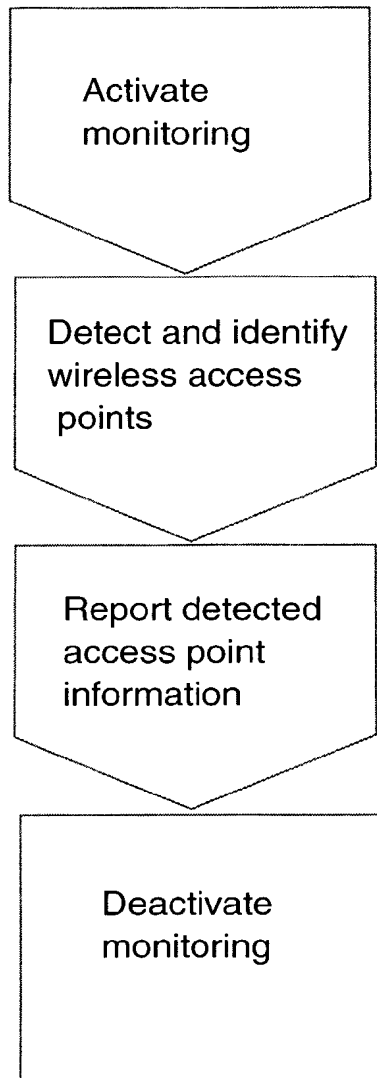 Activate
monitoring
Detect and identify
wireless access
points
Report detected
access point
information
Deactivate
monitoring